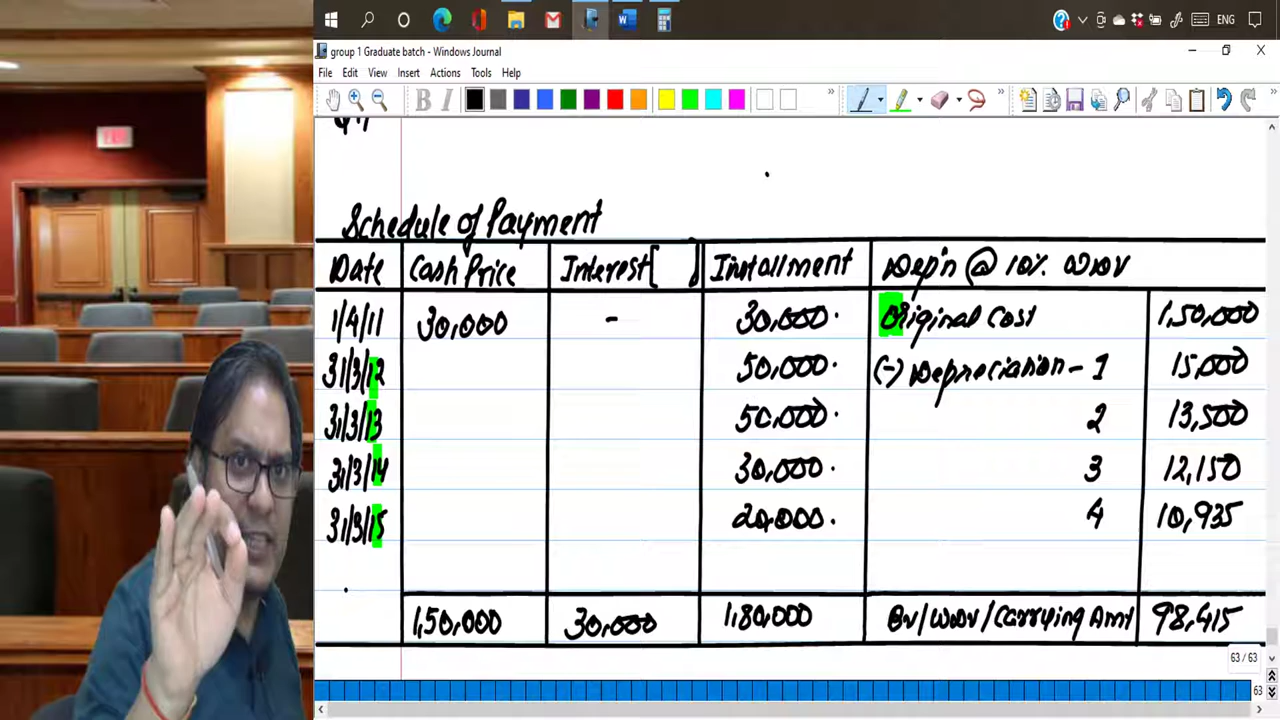 ENG
group 1 Graduate batch - Windows Journal
File Edit View Insert Actions Tools Help
Schedule of Payment
Date Cash Price Interest [ ] Installment Dep'n @ 10% WDV
1/4/11 30,000 - 30,000 Original Cost 1,50,000
31/3/12 50,000 (-) Depreciation - 1 15,000
31/3/13 50,000 2 13,500
31/3/14 30,000 3 12,150
31/3/15 20,000 4 10,935
1,50,000 30,000 1,80,000 BV/WDV/Carrying Amt 98,415
63 / 63
63